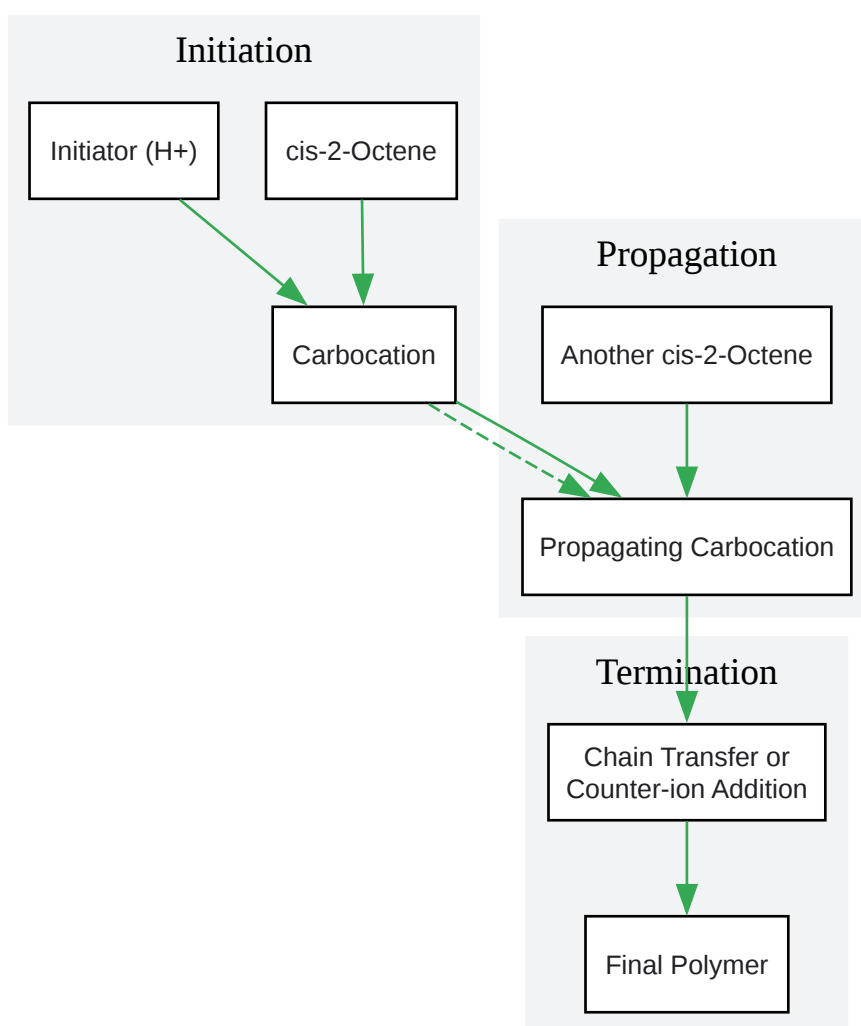 Initiation
Initiator (H+)
cis-2-Octene
Carbocation
Propagation
Another cis-2-Octene
Propagating Carbocation
Termination
Chain Transfer or
Counter-ion Addition
Final Polymer